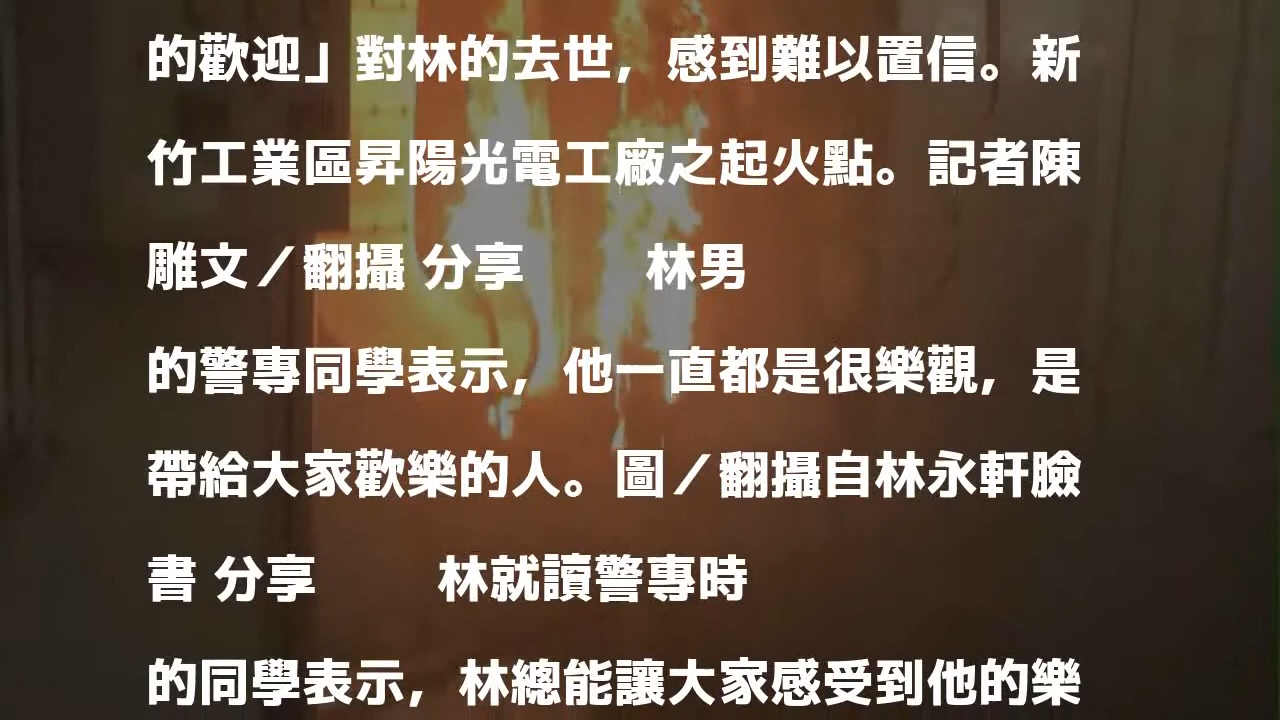 的歡迎」對林的去世，感到難以置信。新
竹工業區昇陽光電工廠之起火點。記者陳
雕文／翻攝 分享 林男
的警專同學表示，他一直都是很樂觀，是
帶給大家歡樂的人。圖／翻攝自林永軒臉
書 分享 林就讀警專時
的同學表示，林總能讓大家感受到他的樂